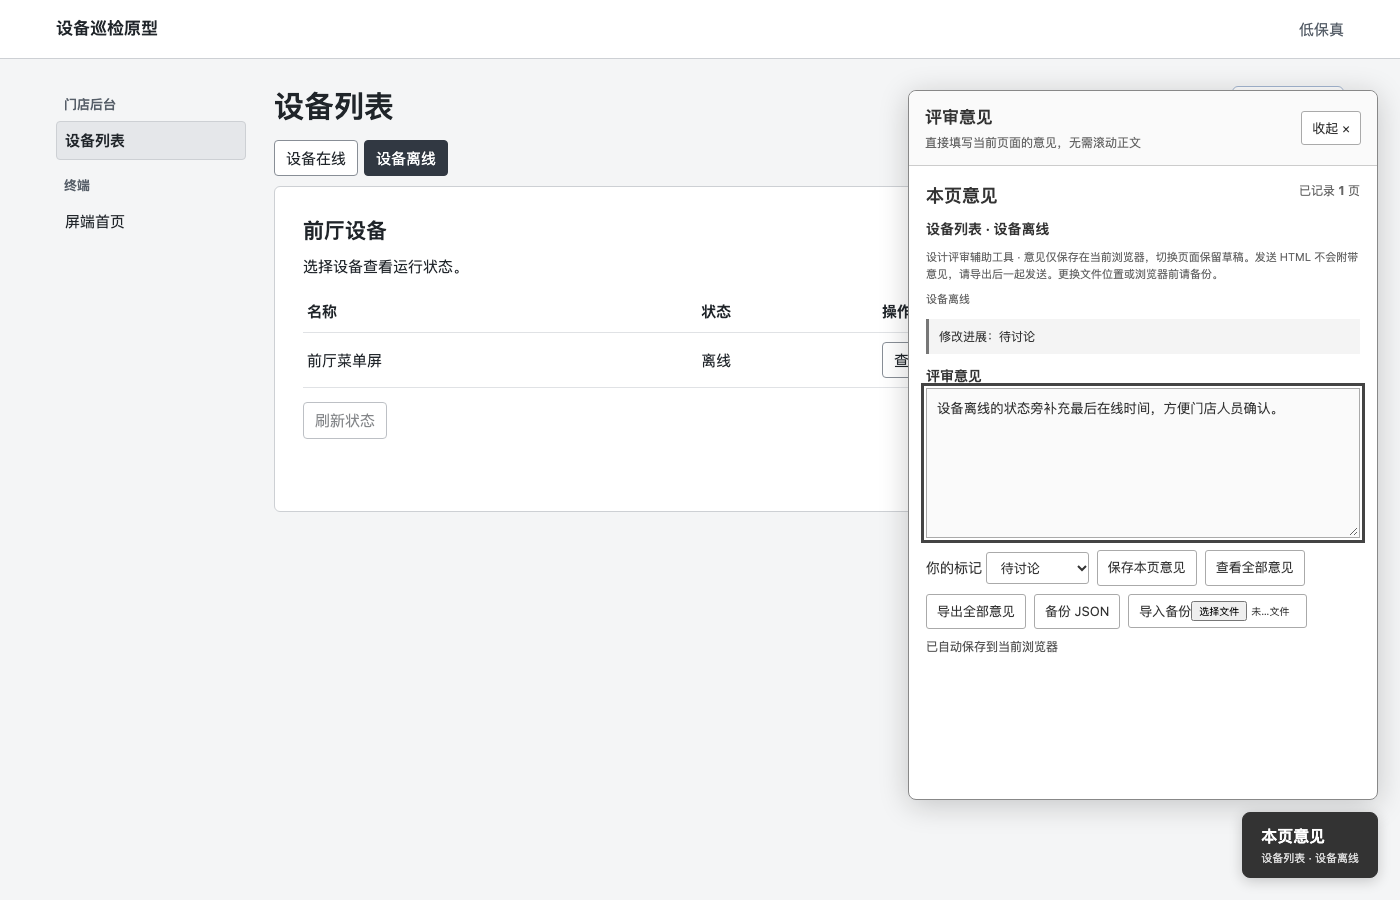 设备巡检原型
低保真
门店后台
设备列表
终端
屏端首页
设备列表
设备在线
设备离线
前厅设备
选择设备查看运行状态。
名称 状态 操作
前厅菜单屏 离线 查
刷新状态
评审意见
直接填写当前页面的意见，无需滚动正文
收起 ×
本页意见
已记录 1 页
设备列表 · 设备离线
设计评审辅助工具 · 意见仅保存在当前浏览器，切换页面保留草稿。发送 HTML 不会附带
意见，请导出后一起发送。更换文件位置或浏览器前请备份。
设备离线
修改进展：待讨论
评审意见
设备离线的状态旁补充最后在线时间，方便门店人员确认。
你的标记 待讨论 保存本页意见 查看全部意见
导出全部意见 备份 JSON 导入备份 选择文件 未...文件
已自动保存到当前浏览器
本页意见
设备列表 · 设备离线